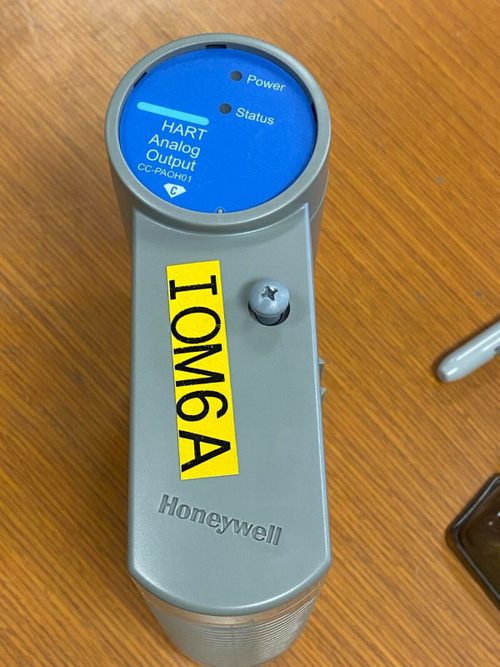 Power
Status
HART
Analog
Output
CC-PAOH01
C
IOM6A
Honeywell